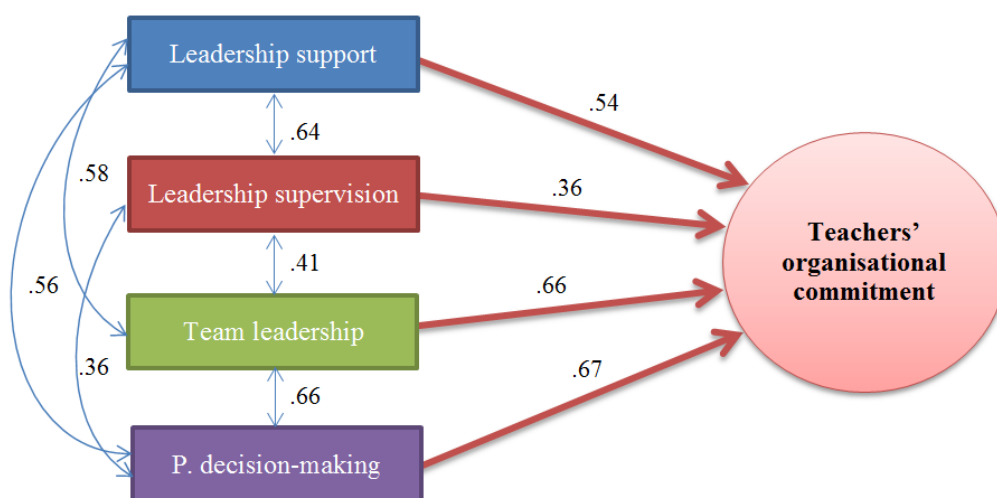 Leadership support
.54
.64
.58
Leadership supervision
.36
Teachers’
organisational
commitment
.41
.56
.66
Team leadership
.36
.67
.66
P. decision-making